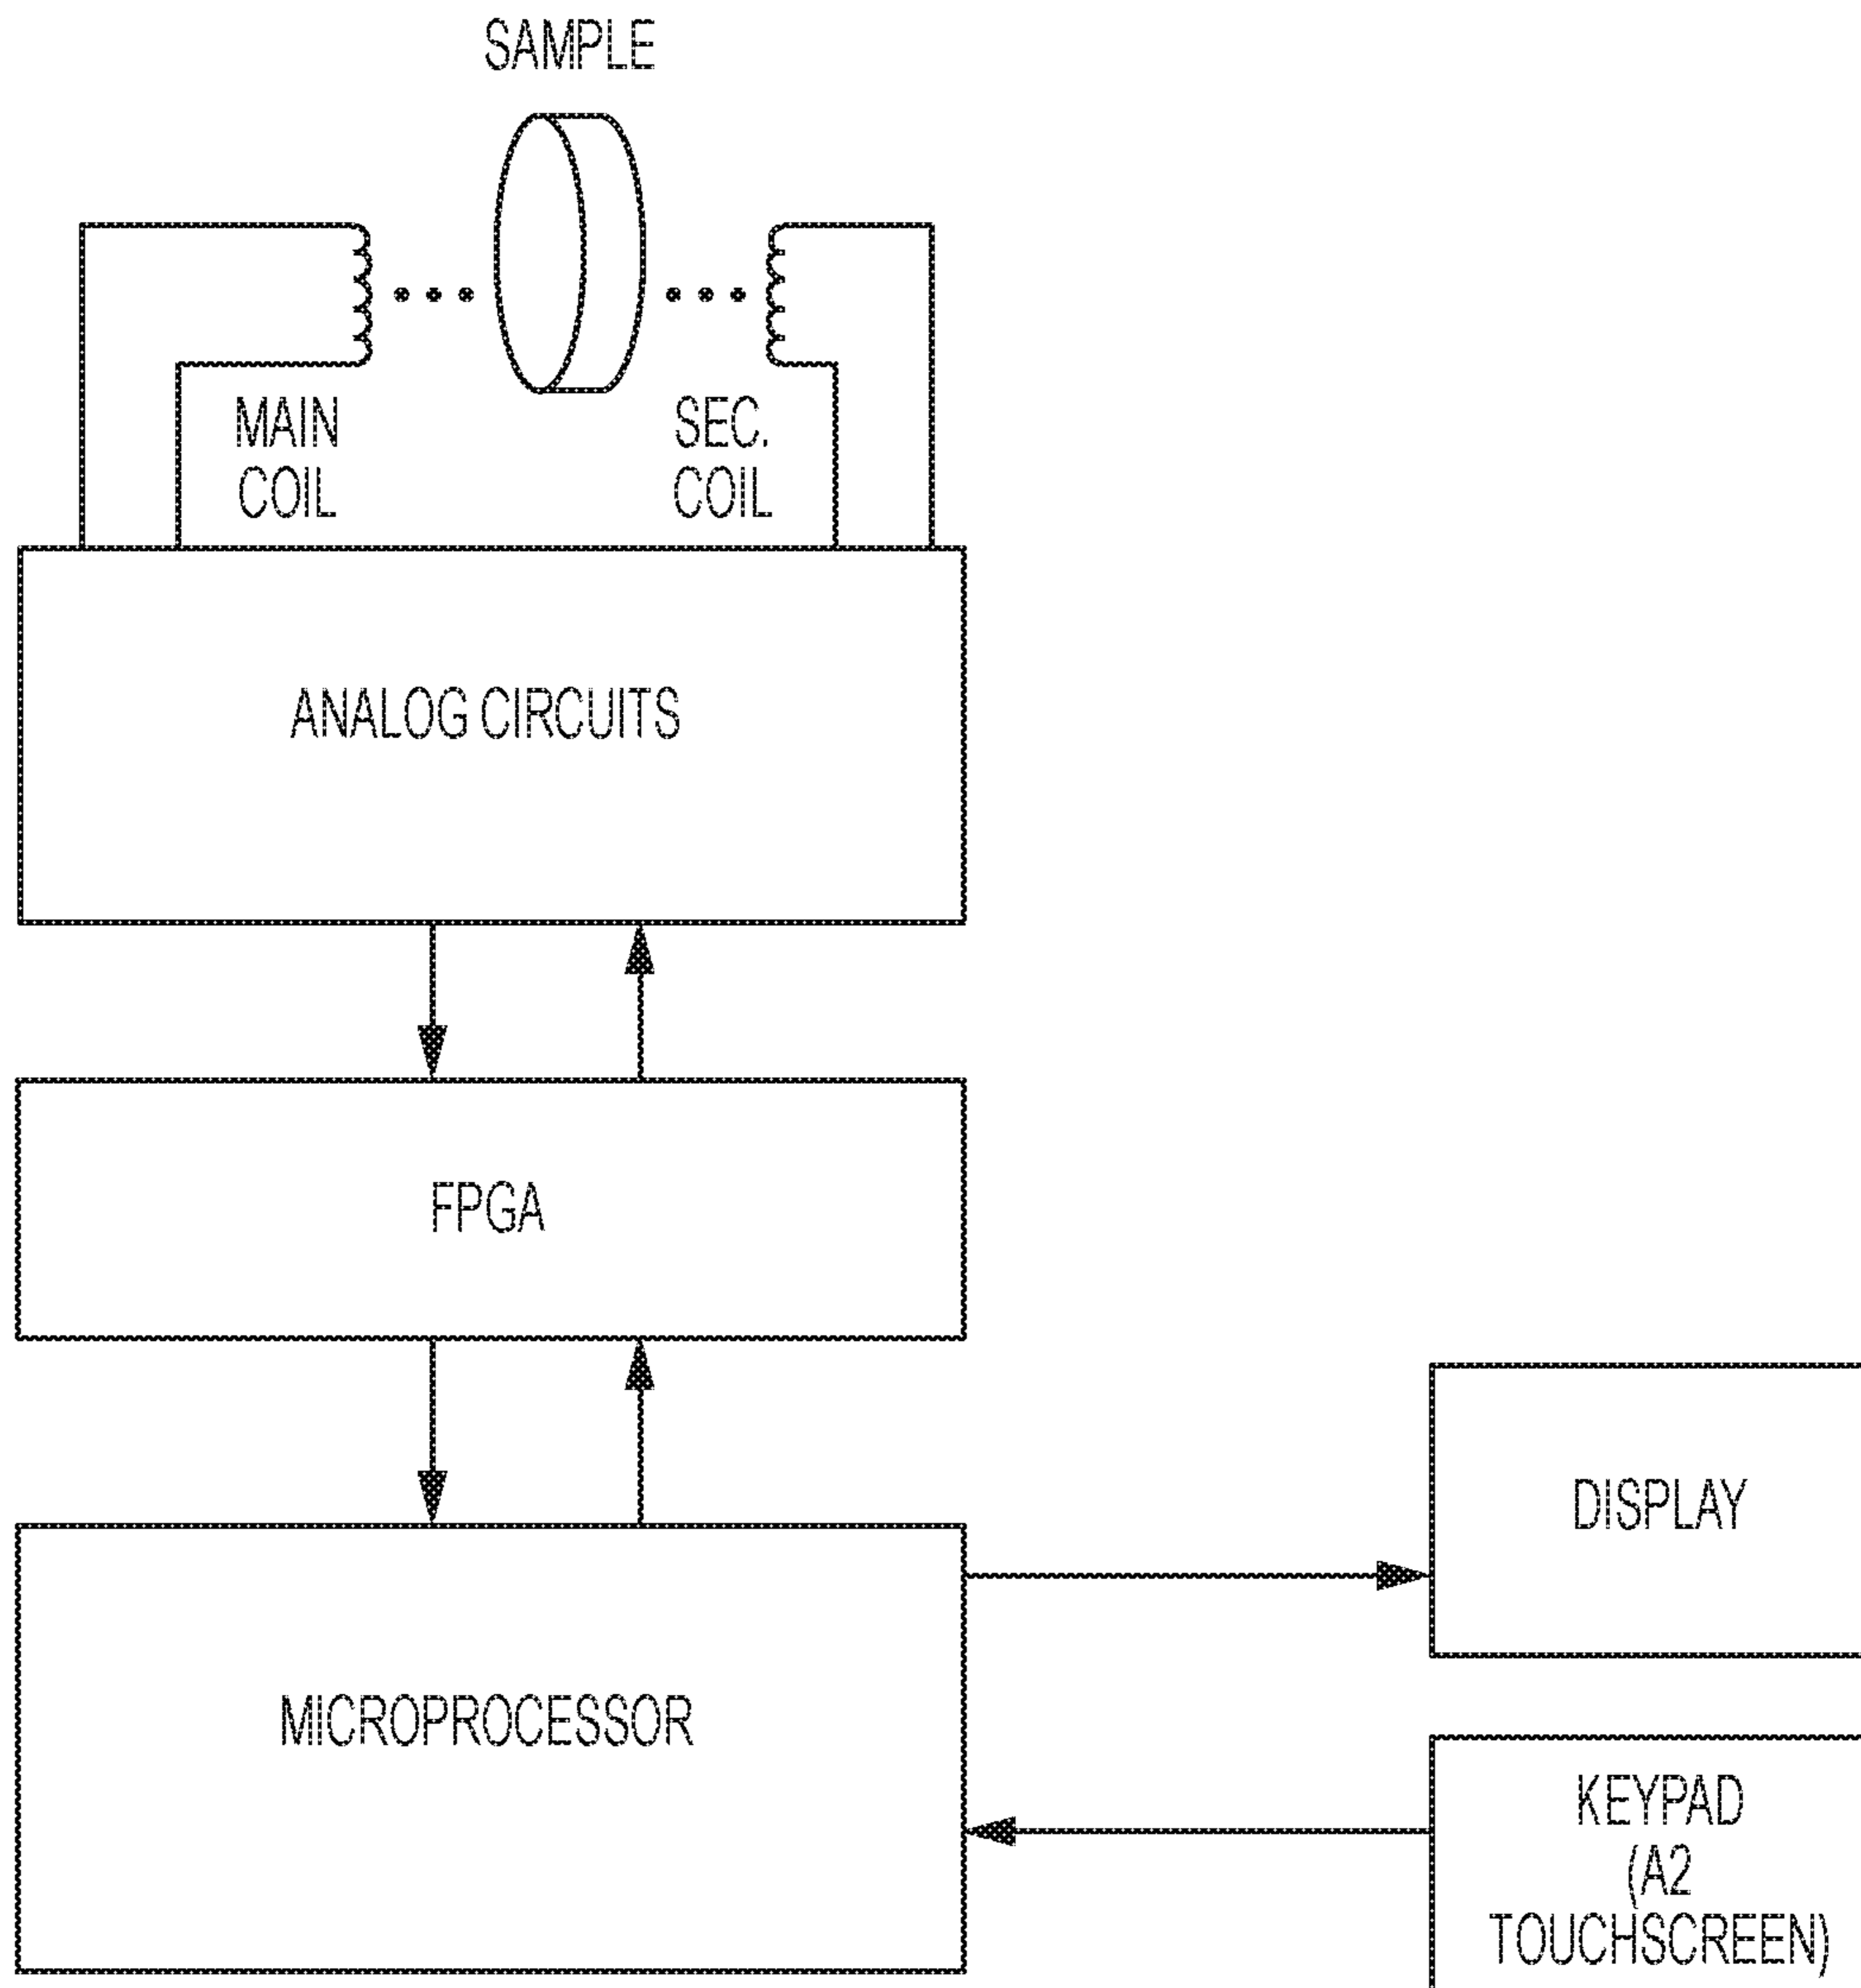 SAMPLE
MAIN
COIL
SEC.
COIL
ANALOG CIRCUITS
FPGA
DISPLAY
MICROPROCESSOR
KEYPAD
(A2
TOUCHSCREEN)